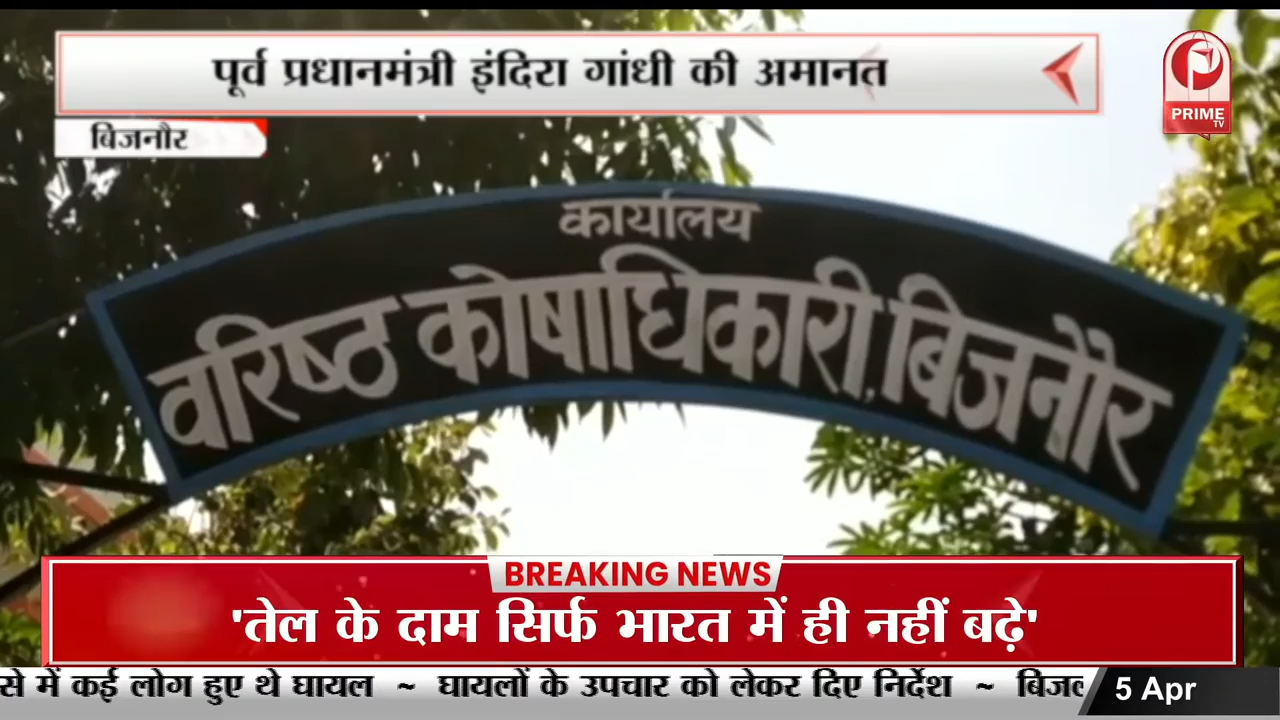 पूर्व प्रधानमंत्री इंदिरा गांधी की अमानत
PRIME
TV
बिजनौर
कार्यालय
वरिष्ठ कोषाधिकारी, बिजनौर
BREAKING NEWS
'तेल के दाम सिर्फ भारत में ही नहीं बढ़े'
से में कई लोग हुए थे घायल ~ घायलों के उपचार को लेकर दिए निर्देश ~
5 Apr